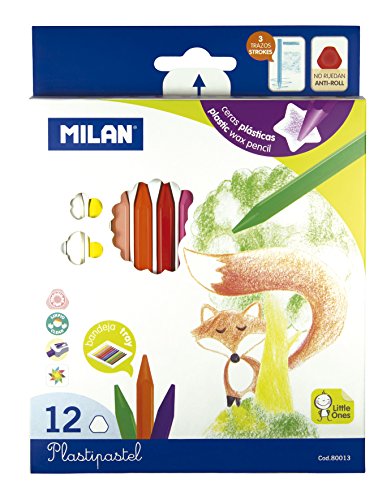 3
TRAZOS
STROKES
NO RUEDAN
ANTI-ROLL
MILAN®
ceras plásticas
plastic wax pencil
bandeja
tray
12
Plastipastel
Little
Ones
Cod.80013